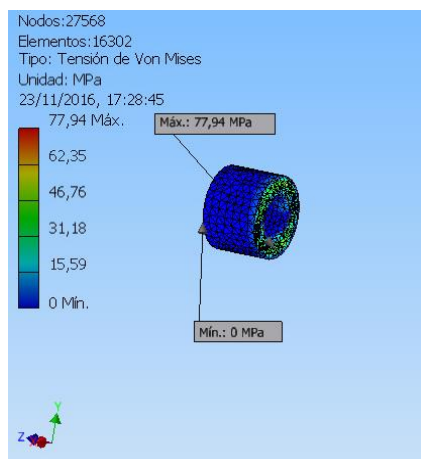 Nodos:27568
Elementos:16302
Tipo: Tensión de Von Mises
Unidad: MPa
23/11/2016, 17:28:45
77,94 Máx.
Máx.: 77,94 MPa
62,35
46,76
31,18
15,59
0 Mín.
Mín.: 0 MPa
Y
Z